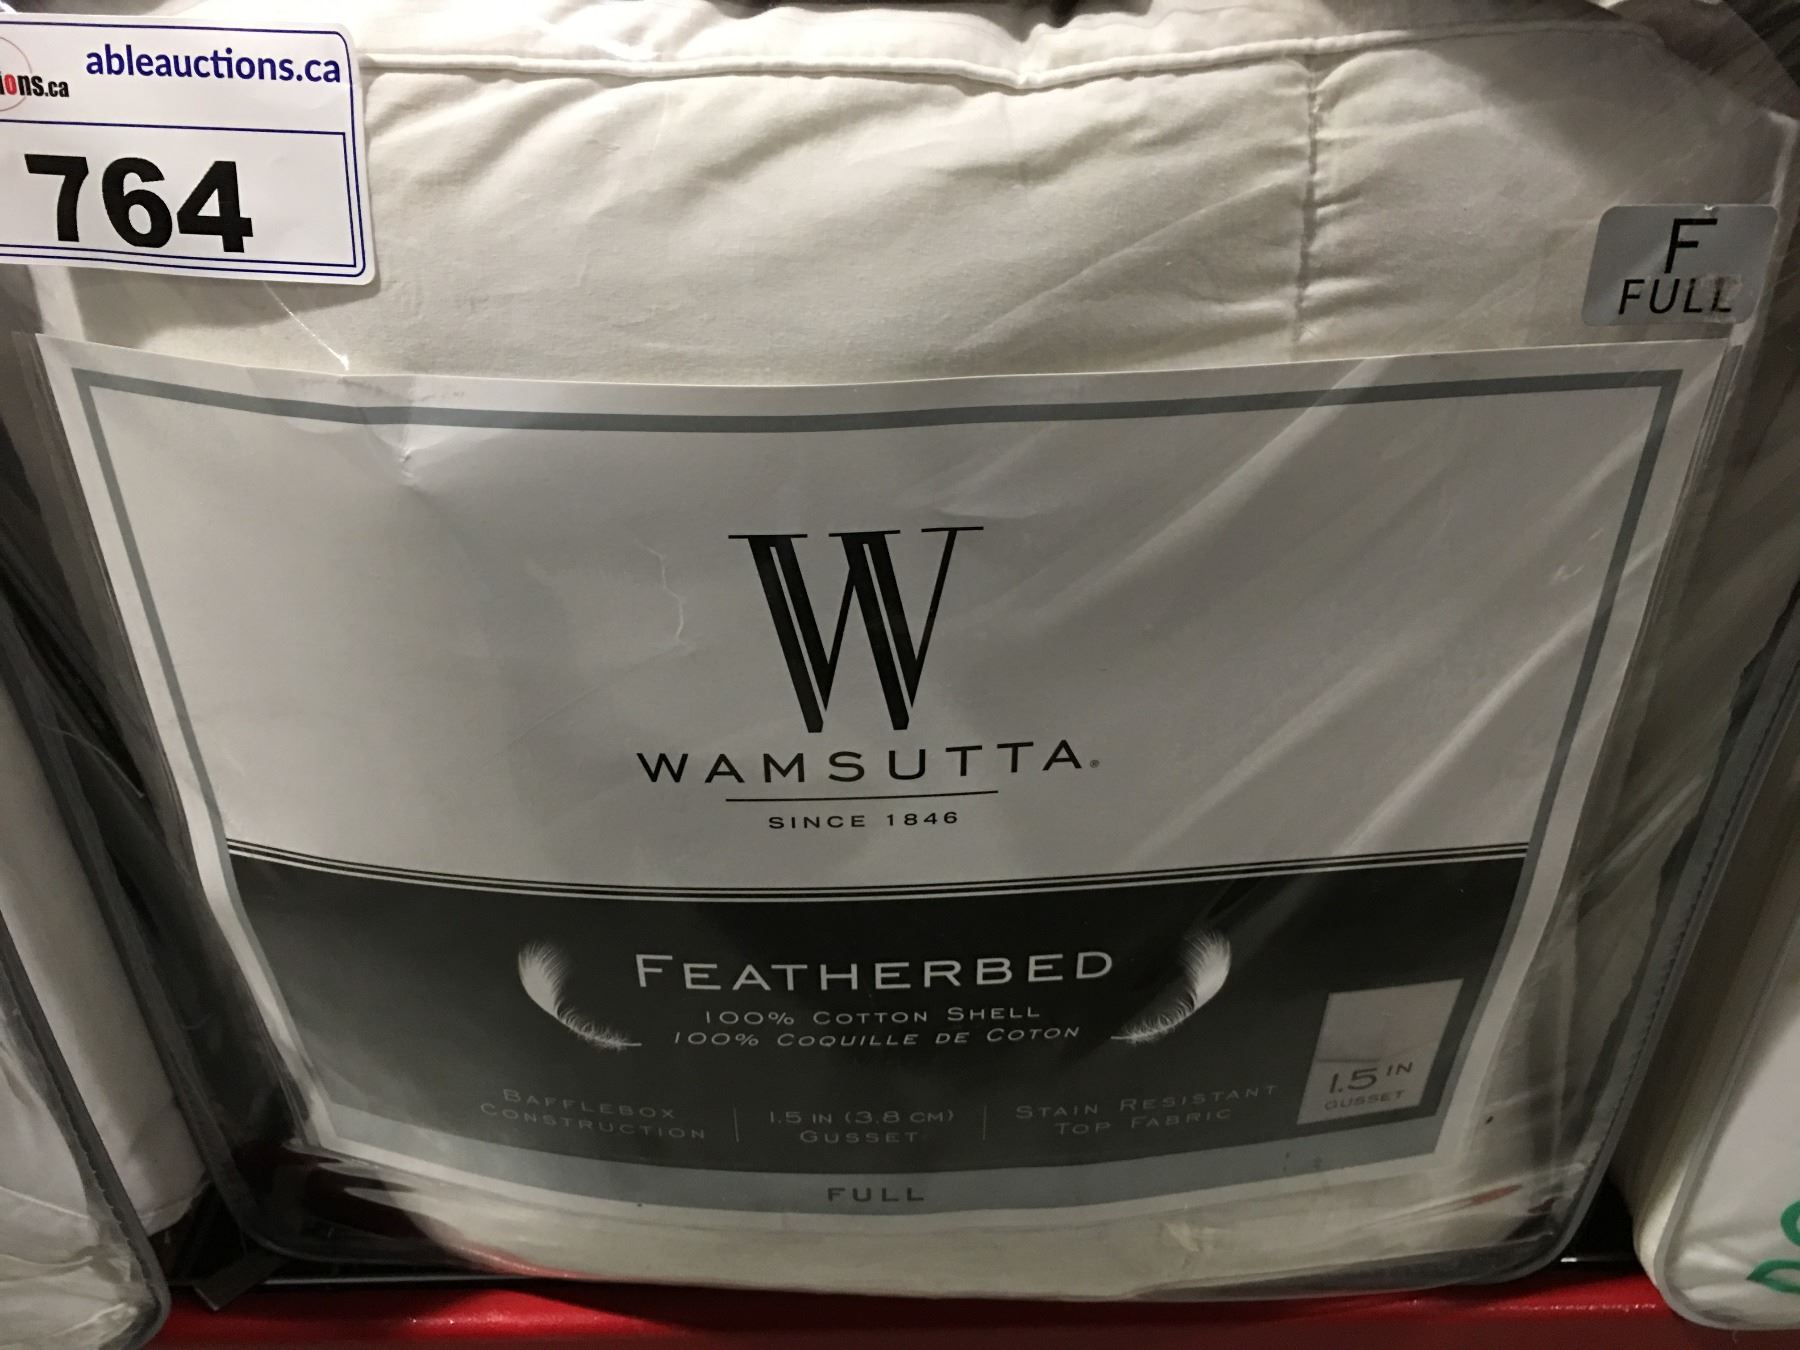 ableauctions.ca
ions.ca
764
F
FULL
W
WAMSUTTA®
SINCE 1846
FEATHERBED
100% COTTON SHELL
100% COQUILLE DE COTON
BAFFLEBOX
CONSTRUCTION
1.5 IN (3.8 CM)
GUSSET
STAIN RESISTANT
TOP FABRIC
1.5 IN
GUSSET
FULL